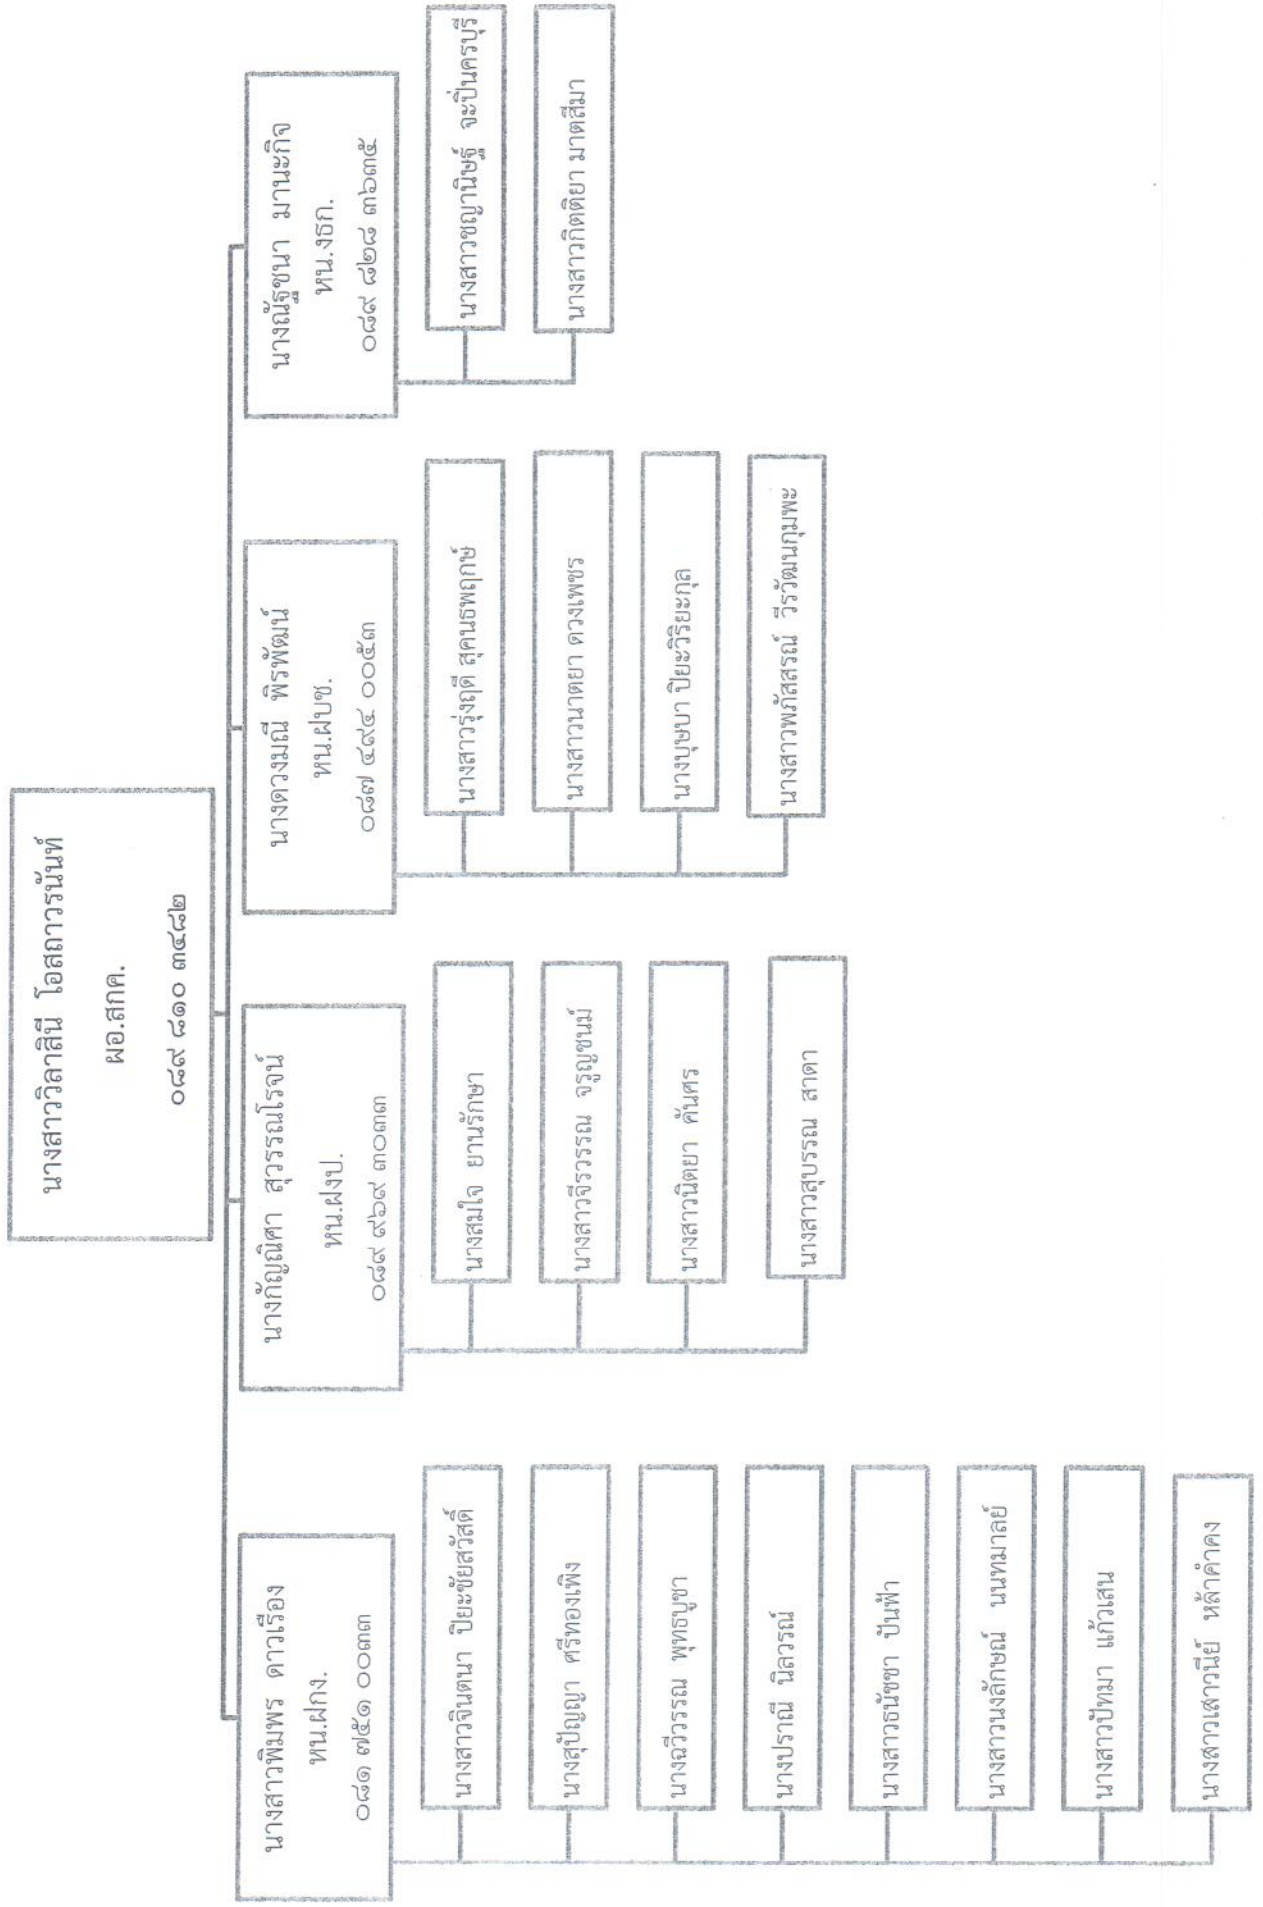 นางสาววิลาสินี โอสถาวรนันท์
ผอ.สกค.
๐๘๙ ๘๑๐ ๓๔๘๒
นางสาวพิมพร ดาวเรือง
หน.ฝกง.
๐๘๑ ๗๕๑ ๐๐๓๓
นางสาวจินตนา ปิยะชัยสวัสดิ์
นางสุปัญญา ศรีทองเพิง
นางฉวีวรรณ พุทธบูชา
นางปราณี นิลวรณ์
นางสาวธนัชชา ปันฟ้า
นางสาวนงลักษณ์ นนทมาลย์
นางสาวปัทมา แก้วเสน
นางสาวเสาวนีย์ หล้าคำคง
นางกัญณิศา สุวรรณโรจน์
หน.ฝงป.
๐๘๙ ๙๖๙ ๓๐๓๓
นางสมใจ ยานรักษา
นางสาวจีรวรรณ จรูญชนม์
นางสาวนิตยา คันศร
นางสาวสุบรรณ สาดา
นางดวงมณี พิรพัฒน์
หน.ฝบช.
๐๘๗ ๔๙๔ ๐๐๕๓
นางสาวรุ่งฤดี สุคนธพฤกษ์
นางสาวนาตยา ดวงเพชร
นางบุษบา ปิยะวิริยะกุล
นางสาวพภัสสรณ์ วีรวัฒนกุมพะ
นางณัฐชนา มานะกิจ
หน.งธก.
๐๘๙ ๘๒๘ ๓๖๓๕
นางสาวชญานิษฐ์ จะปิ่นครบุรี
นางสาวกิตติยา มาตสีมา